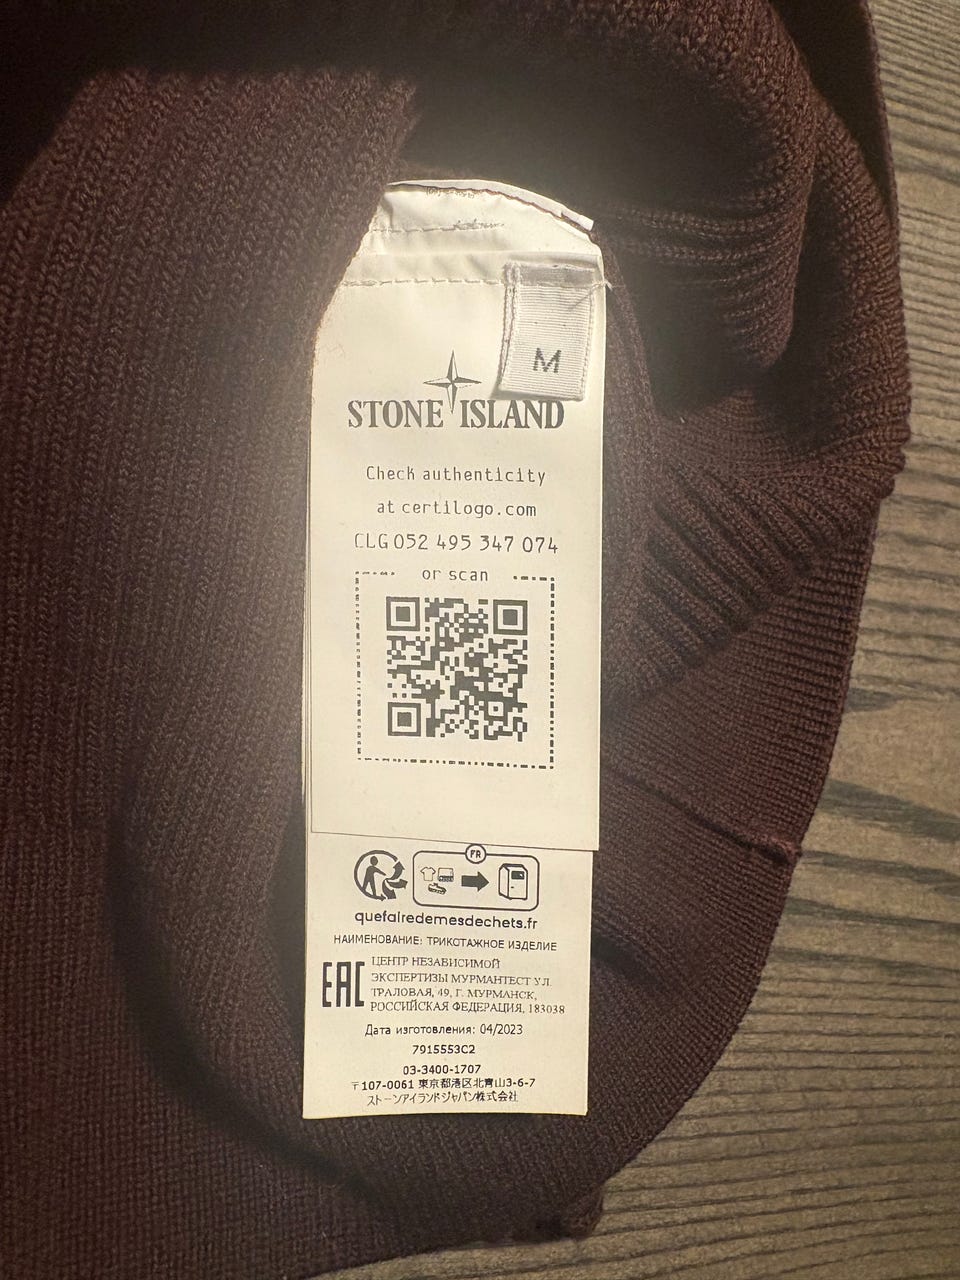 M
STONE ISLAND
Check authenticity
at certilogo.com
CLG 052 495 347 074
or scan
FR
quefairedemesdechets.fr
НАИМЕНОВАНИЕ: ТРИКОТАЖНОЕ ИЗДЕЛИЕ
EAC
ЦЕНТР НЕЗАВИСИМОЙ
ЭКСПЕРТИЗЫ МУРМАНТЕСТ УЛ.
ТРАЛОВАЯ, 49, Г. МУРМАНСК,
РОССИЙСКАЯ ФЕДЕРАЦИЯ, 183038
Дата изготовления: 04/2023
7915553C2
03-3400-1707
〒107-0061 東京都港区北青山3-6-7
ストーンアイランドジャパン株式会社